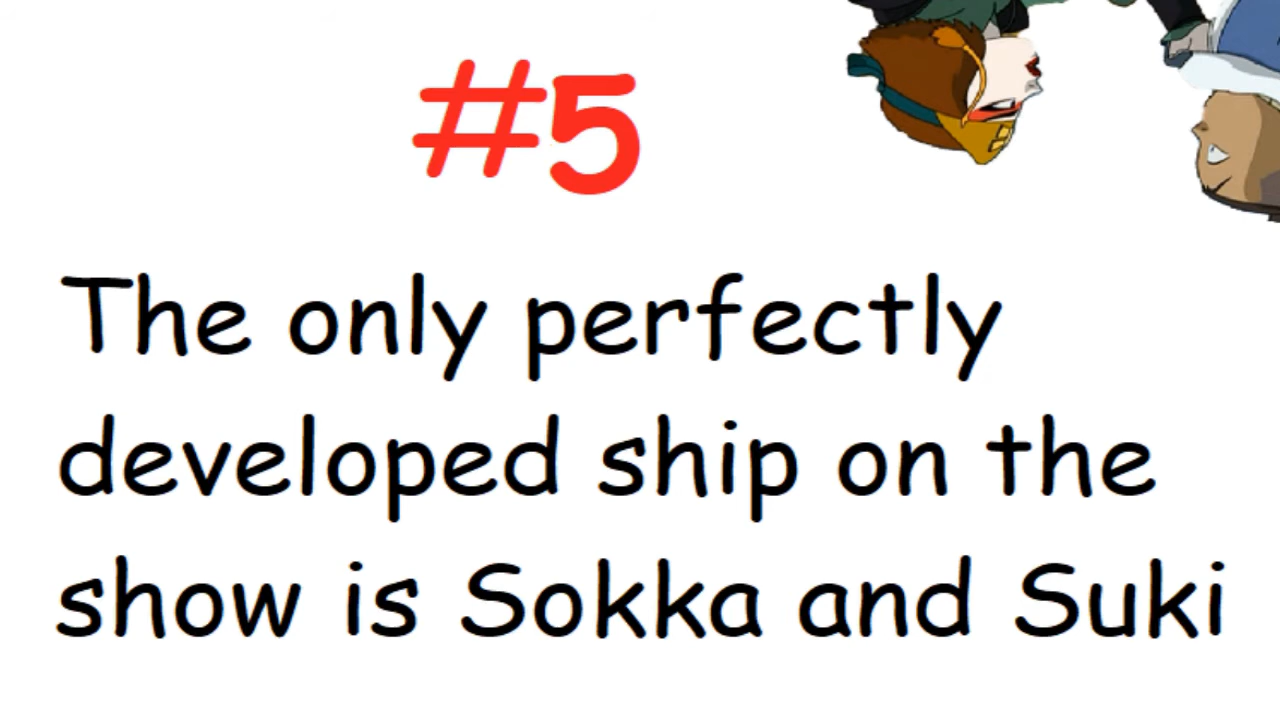 #5
The only perfectly
developed ship on the
show is Sokka and Suki